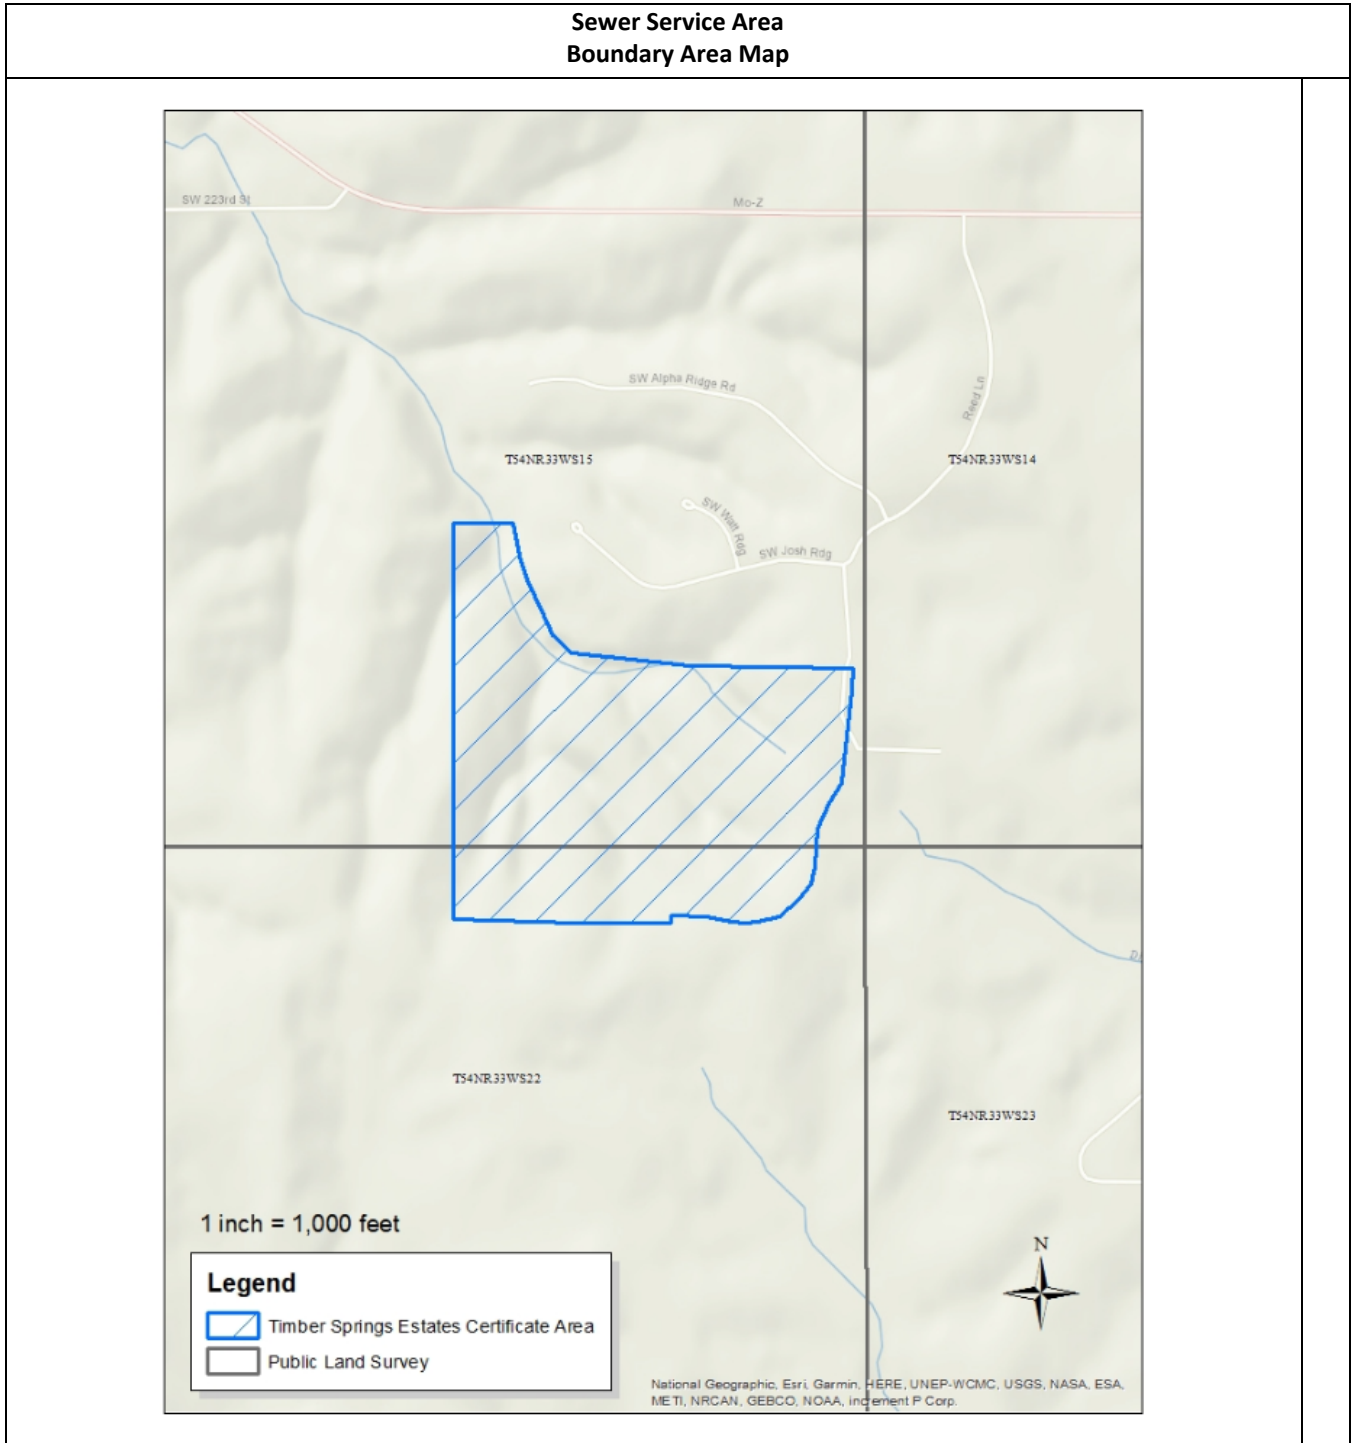 Sewer Service Area
Boundary Area Map
SW 223rd St
Mo-Z
SW Alpha Ridge Rd
Reed Ln
T54NR33WS15
T54NR33WS14
SW Watt Rdg
SW Josh Rdg
T54NR33WS22
T54NR33WS23
1 inch = 1,000 feet
N
Legend
Timber Springs Estates Certificate Area
Public Land Survey
National Geographic, Esri, Garmin, HERE, UNEP-WCMC, USGS, NASA, ESA,
METI, NRCAN, GEBCO, NOAA, increment P Corp.